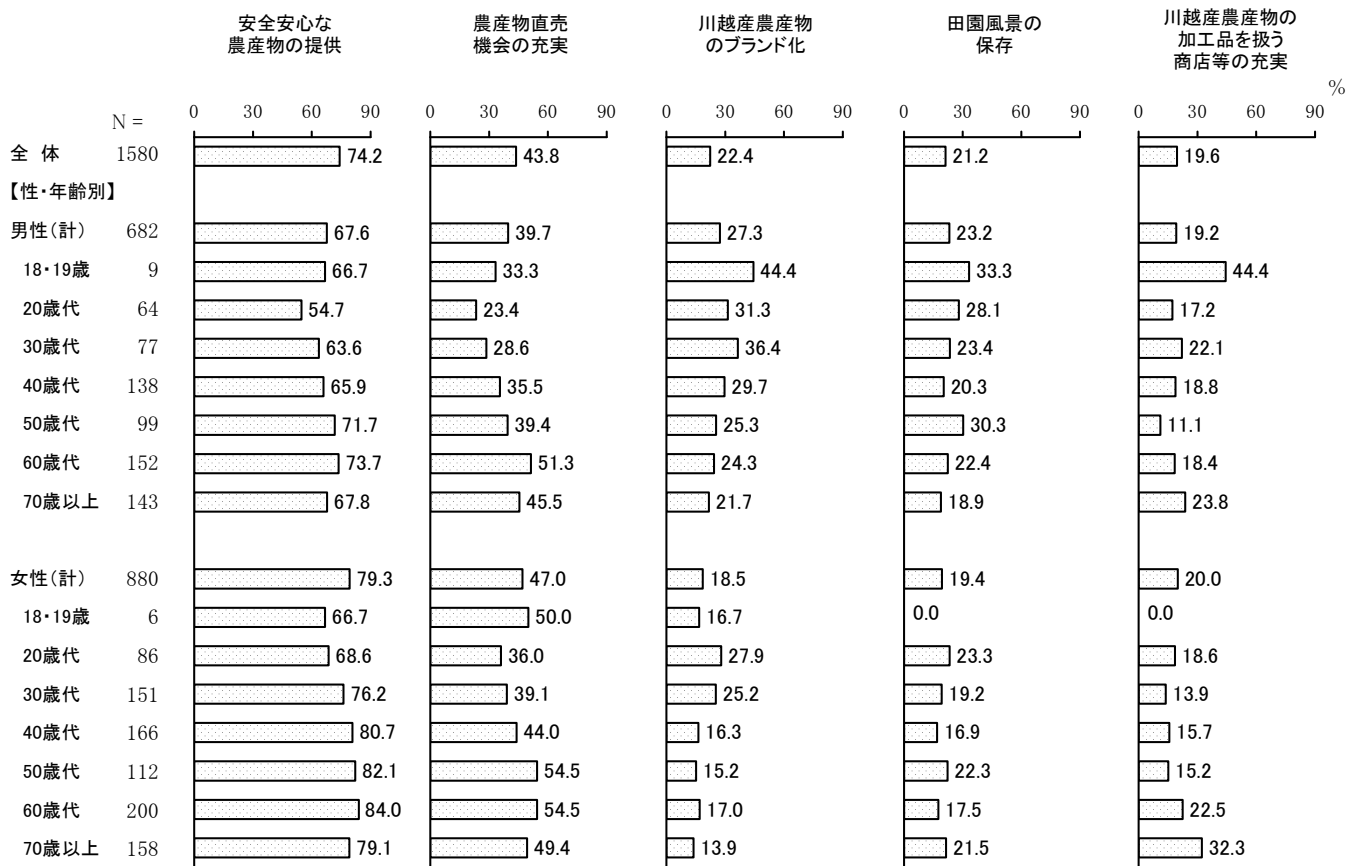 安全安心な
農産物の提供
農産物直売
機会の充実
川越産農産物
のブランド化
田園風景の
保存
川越産農産物の
加工品を扱う
商店等の充実
%
0 30 60 90 0 30 60 90 0 30 60 90 0 30 60 90 0 30 60 90
N =
全 体 1580 74.2 43.8 22.4 21.2 19.6
【性・年齢別】
男性(計) 682 67.6 39.7 27.3 23.2 19.2
18・19歳 9 66.7 33.3 44.4 33.3 44.4
20歳代 64 54.7 23.4 31.3 28.1 17.2
30歳代 77 63.6 28.6 36.4 23.4 22.1
40歳代 138 65.9 35.5 29.7 20.3 18.8
50歳代 99 71.7 39.4 25.3 30.3 11.1
60歳代 152 73.7 51.3 24.3 22.4 18.4
70歳以上 143 67.8 45.5 21.7 18.9 23.8
女性(計) 880 79.3 47.0 18.5 19.4 20.0
18・19歳 6 66.7 50.0 16.7 0.0 0.0
20歳代 86 68.6 36.0 27.9 23.3 18.6
30歳代 151 76.2 39.1 25.2 19.2 13.9
40歳代 166 80.7 44.0 16.3 16.9 15.7
50歳代 112 82.1 54.5 15.2 22.3 15.2
60歳代 200 84.0 54.5 17.0 17.5 22.5
70歳以上 158 79.1 49.4 13.9 21.5 32.3